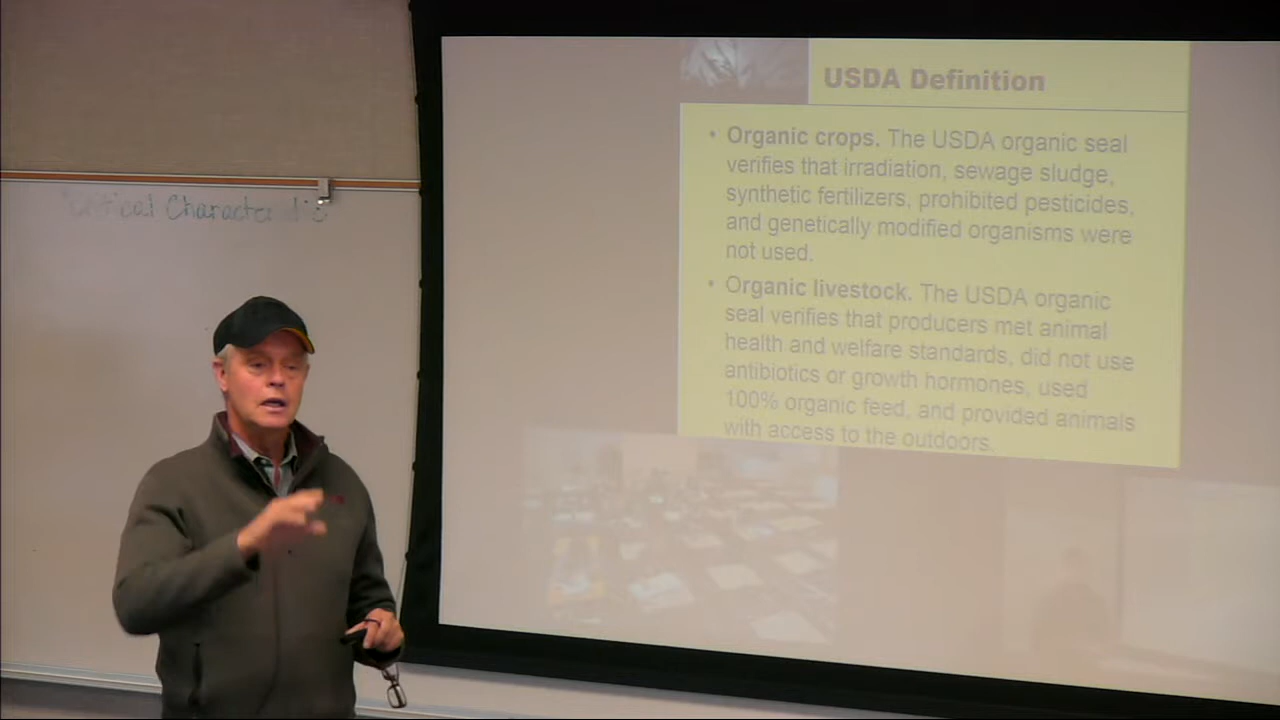 Critical Characte
USDA Definition
• Organic crops. The USDA organic seal
verifies that irradiation, sewage sludge,
synthetic fertilizers, prohibited pesticides,
and genetically modified organisms were
not used.
• Organic livestock. The USDA organic
seal verifies that producers met animal
health and welfare standards, did not use
antibiotics or growth hormones, used
100% organic feed, and provided animals
with access to the outdoors.